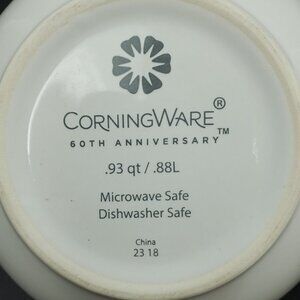 CORNINGWARE®
60TH ANNIVERSARY™
.93 qt / .88L
Microwave Safe
Dishwasher Safe
China
23 18